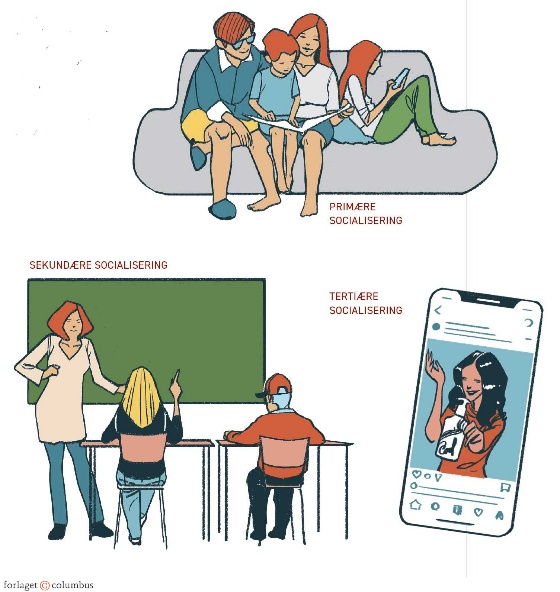 PRIMÆRE
SOCIALISERING
SEKUNDÆRE SOCIALISERING
TERTIÆRE
SOCIALISERING
forlaget © columbus